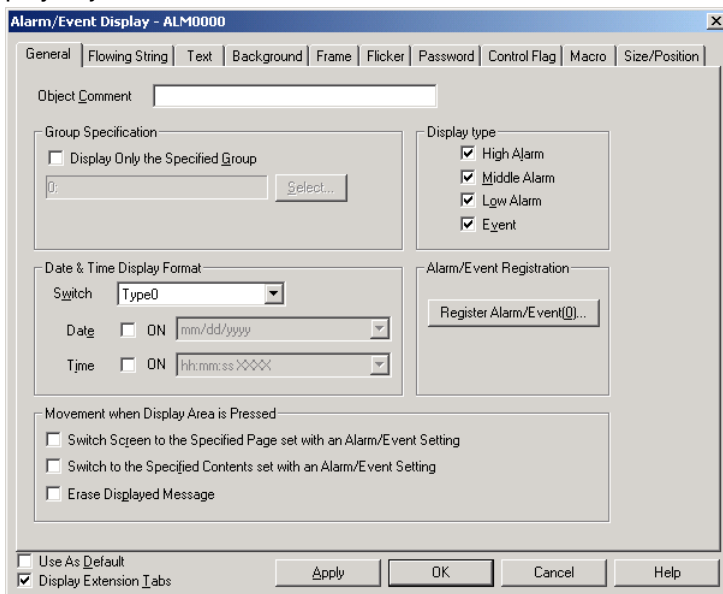 Alarm/Event Display - ALM0000
General Flowing String Text Background Frame Flicker Password Control Flag Macro Size/Position
Object Comment
Group Specification
Display Only the Specified Group
0:
Select...
Display type
High Alarm
Middle Alarm
Low Alarm
Event
Date & Time Display Format
Switch Type0
Date ON mm/dd/yyyy
Time ON hh:mm:ss XXXX
Alarm/Event Registration
Register Alarm/Event(0)...
Movement when Display Area is Pressed
Switch Screen to the Specified Page set with an Alarm/Event Setting
Switch to the Specified Contents set with an Alarm/Event Setting
Erase Displayed Message
Use As Default
Display Extension Tabs
Apply OK Cancel Help